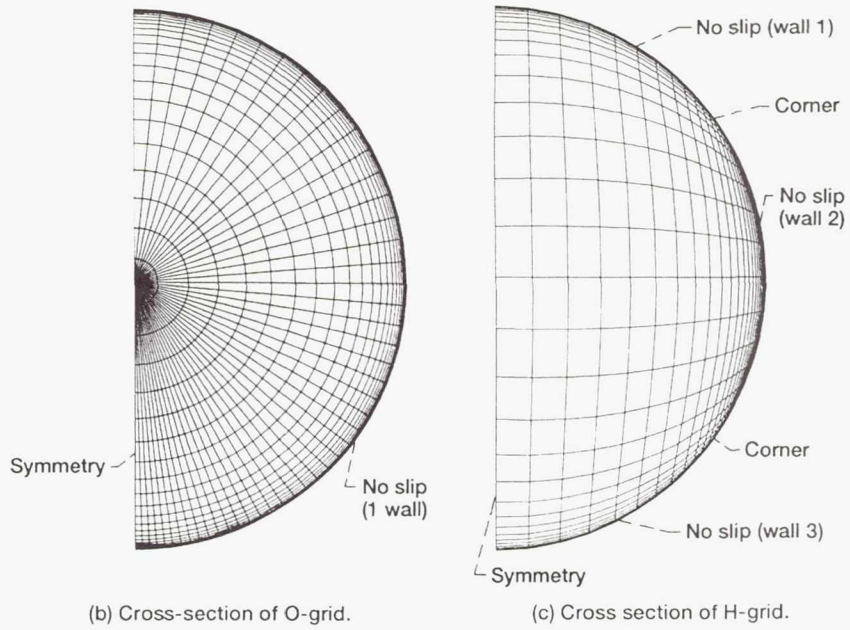 No slip (wall 1)
Corner
No slip
(wall 2)
Symmetry
No slip
(1 wall)
Corner
No slip (wall 3)
Symmetry
(b) Cross-section of O-grid.
(c) Cross section of H-grid.